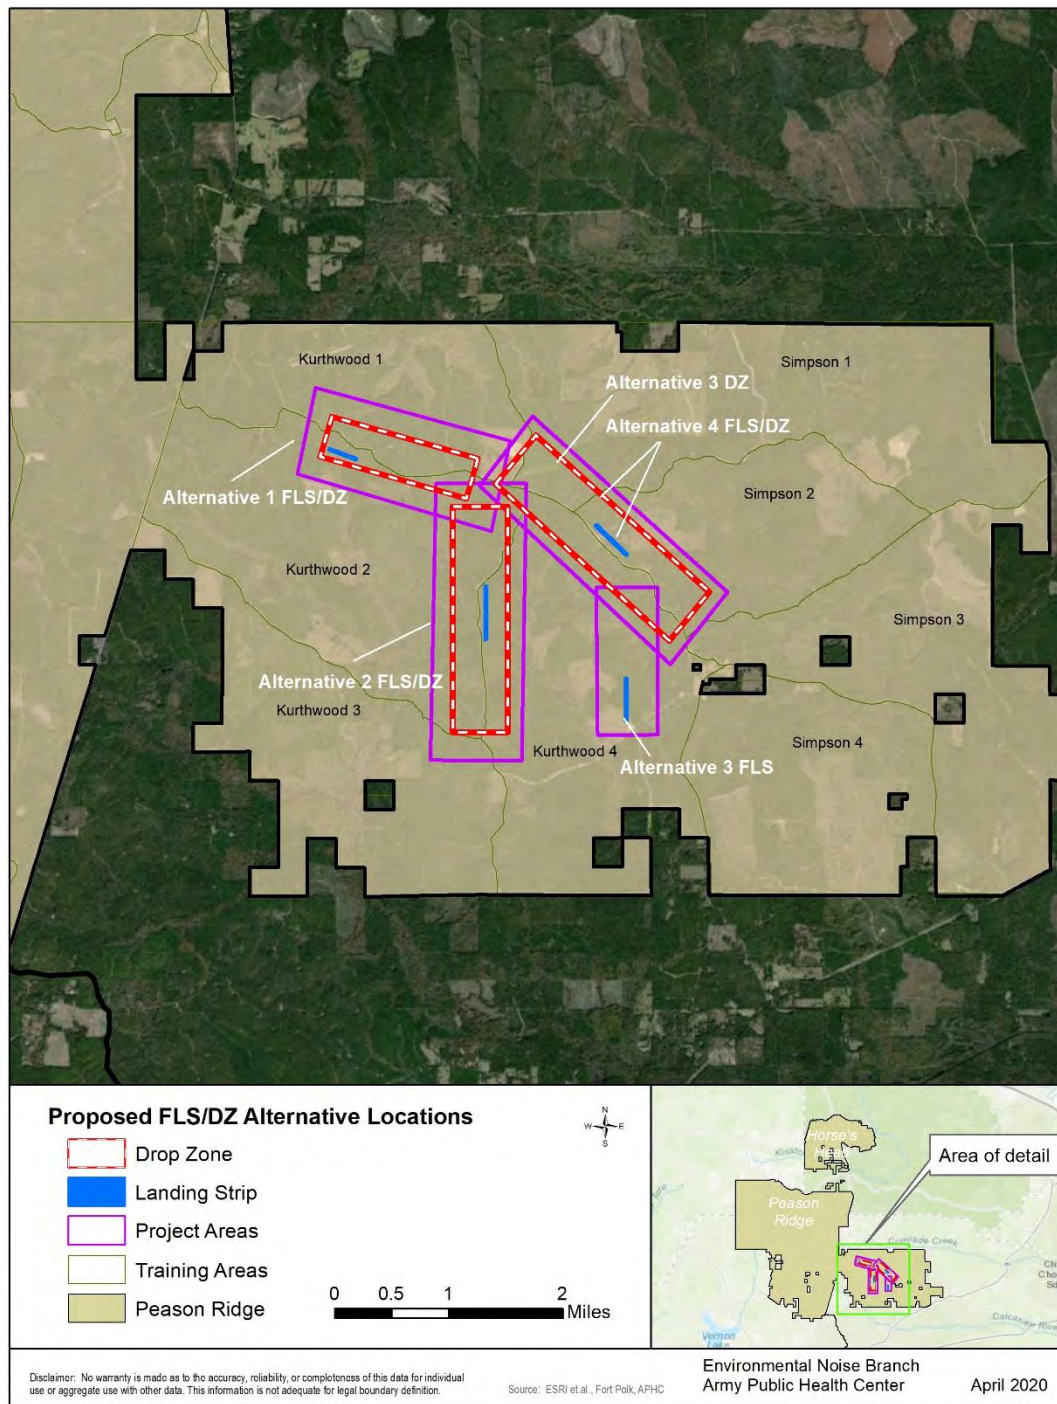 Kurthwood 1
Simpson 1
Alternative 3 DZ
Alternative 4 FLS/DZ
Alternative 1 FLS/DZ
Simpson 2
Kurthwood 2
Simpson 3
Alternative 2 FLS/DZ
Kurthwood 3
Kurthwood 4
Simpson 4
Alternative 3 FLS
Proposed FLS/DZ Alternative Locations
N
W
E
S
Drop Zone
Landing Strip
Project Areas
Training Areas
Peason Ridge
0 0.5 1 2
Miles
Horse's
Peason
Ridge
Area of detail
Comrade Creek
Vernon
Lake
Disclaimer: No warranty is made as to the accuracy, reliability, or completeness of this data for individual
use or aggregate use with other data. This information is not adequate for legal boundary definition.
Source: ESRI et.al., Fort Polk, APHC
Environmental Noise Branch
Army Public Health Center
April 2020